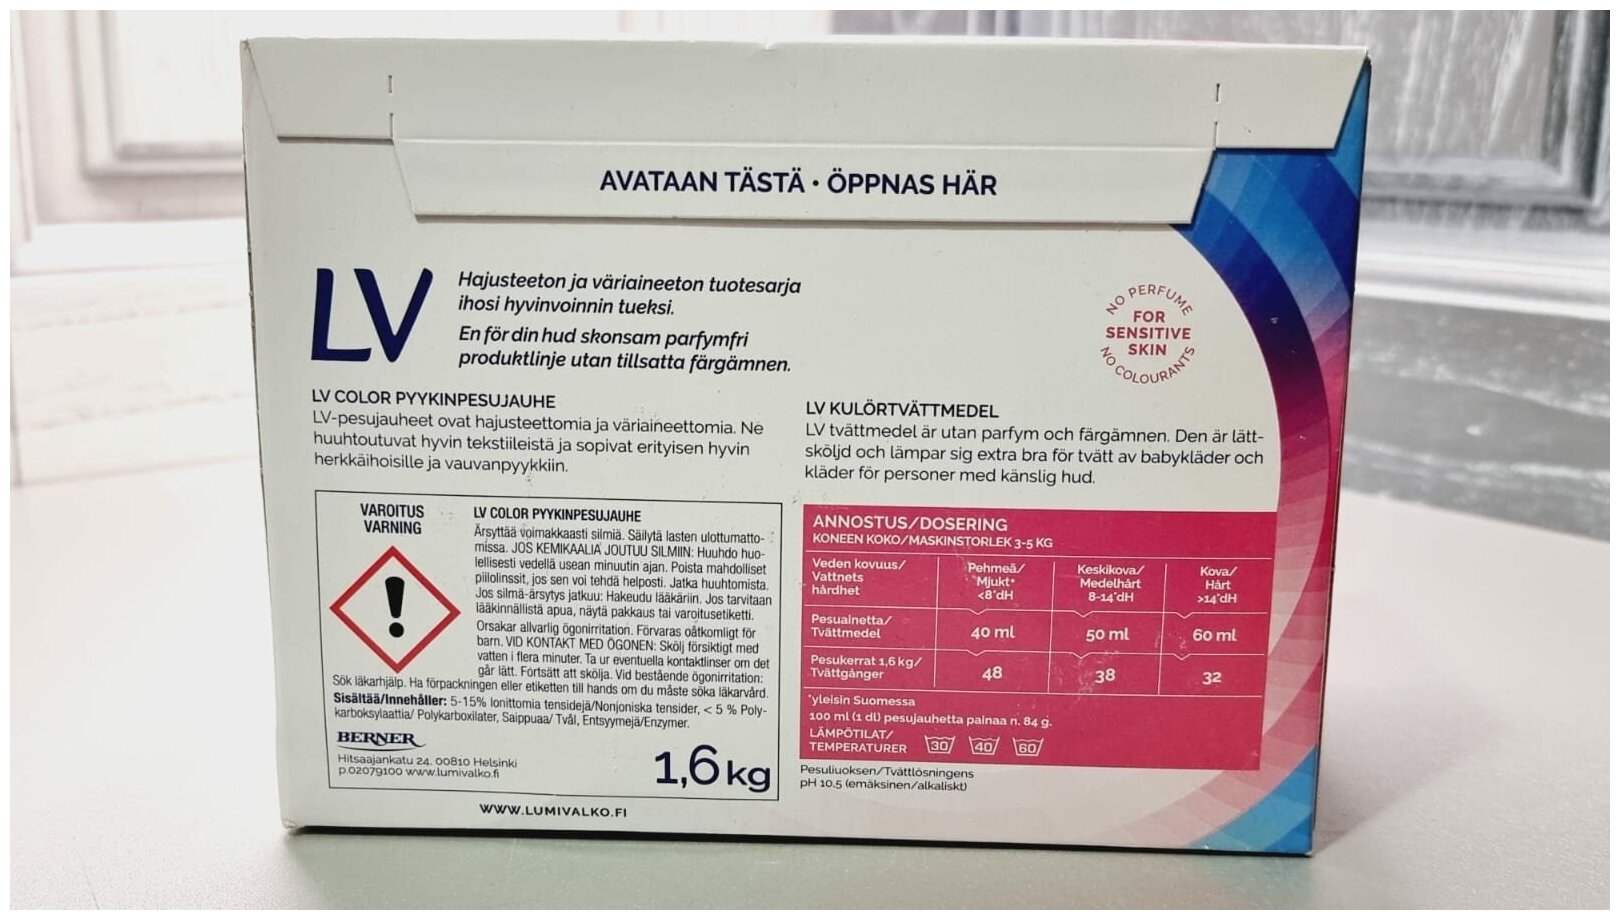 AVATAAN TÄSTÄ • ÖPPNAS HÄR
LV
Hajusteeton ja väriaineeton tuotesarja
ihosi hyvinvoinnin tueksi.
En för din hud skonsam parfymfri
produktlinje utan tillsatta färgämnen.
NO PERFUME
FOR
SENSITIVE
SKIN
NO COLOURANTS
LV COLOR PYYKINPESUJAUHE
LV-pesujauheet ovat hajusteettomia ja väriaineettomia. Ne
huuhtoutuvat hyvin tekstiileistä ja sopivat erityisen hyvin
herkkäihoisille ja vauvanpyykkiin.
LV KULÖRTVÄTTMEDEL
LV tvättmedel är utan parfym och färgämnen. Den är lätt-
sköljd och lämpar sig extra bra för tvätt av babykläder och
kläder för personer med känslig hud.
VAROITUS
VARNING
LV COLOR PYYKINPESUJAUHE
Ärsyttää voimakkaasti silmiä. Säilytä lasten ulottumatto-
missa. JOS KEMIKAALIA JOUTUU SILMIIN: Huuhdo huo-
lellisesti vedellä usean minuutin ajan. Poista mahdolliset
piilolinssit, jos sen voi tehdä helposti. Jatka huuhtomista.
Jos silmä-ärsytys jatkuu: Hakeudu lääkäriin. Jos tarvitaan
lääkinnällistä apua, näytä pakkaus tai varoitusetiketti.
Orsakar allvarlig ögonirritation. Förvaras oåtkomligt för
barn. VID KONTAKT MED ÖGONEN: Skölj försiktigt med
vatten i flera minuter. Ta ur eventuella kontaktlinser om det
går lätt. Fortsätt att skölja. Vid bestående ögonirritation:
Sök läkarhjälp. Ha förpackningen eller etiketten till hands om du måste söka läkarvård.
Sisältää/Innehåller: 5-15% Ionittomia tensidejä/Nonjoniska tensider, < 5 % Poly-
karboksylaattia/ Polykarboxilater, Saippuaa/ Tvål, Entsyymejä/Enzymer.
BERNER
Hitsaajankatu 24, 00810 Helsinki
p.02079100 www.lumivalko.fi
1,6 kg
WWW.LUMIVALKO.FI
ANNOSTUS/DOSERING
KONEEN KOKO/MASKINSTORLEK 3-5 KG
Veden kovuus/
Vattnets
hårdhet
Pehmeä/
Mjukt*
<8°dH
Keskikova/
Medelhårt
8-14°dH
Kova/
Hårt
>14°dH
Pesuainetta/
Tvättmedel
40 ml
50 ml
60 ml
Pesukerrat 1,6 kg/
Tvättgånger
48
38
32
*yleisin Suomessa
100 ml (1 dl) pesujauhetta painaa n. 84 g.
LÄMPÖTILAT/
TEMPERATURER
30 40 60
Pesuliuoksen/Tvättlösningens
pH 10,5 (emäksinen/alkaliskt)